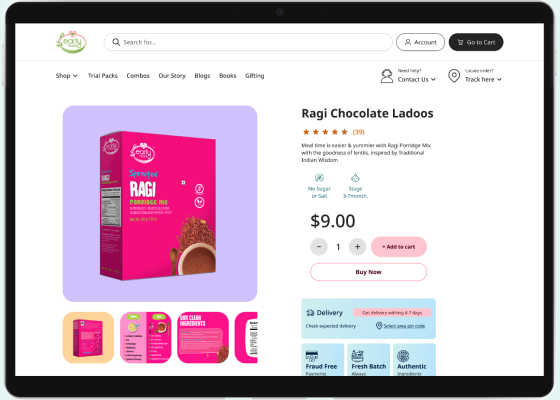 early
Search for...
Account
Go to Cart
Shop
Trial Packs
Combos
Our Story
Blogs
Books
Gifting
Need help?
Contact Us
Locate order?
Track here
early
Sprouted
RAGI
PORRIDGE MIX
Ragi Chocolate Ladoos
(39)
Meal time is easier & yummier with Ragi Porridge Mix
with the goodness of lentils, inspired by Traditional
Indian Wisdom
No Sugar
or Salt
Stage
3-7month.
$9.00
-
1
+
+ Add to cart
Buy Now
OUR CLEAN
INGREDIENTS
Delivery
Get delivery withing 4-7 days
Check expected delivery
Select area pin code
Fraud Free
Payments
Fresh Batch
Always
Authentic
Ingredients